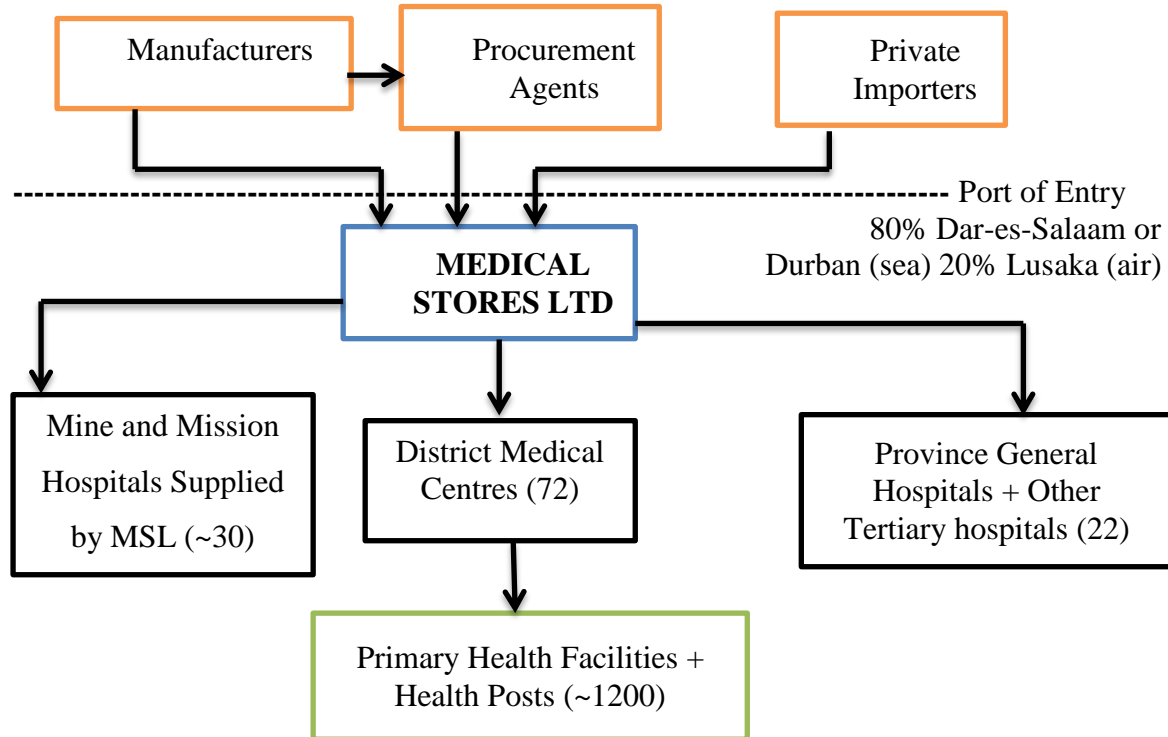 Manufacturers
Procurement
Agents
Private
Importers
Port of Entry
80% Dar-es-Salaam or
Durban (sea) 20% Lusaka (air)
MEDICAL
STORES LTD
Mine and Mission
Hospitals Supplied
by MSL (~30)
District Medical
Centres (72)
Province General
Hospitals + Other
Tertiary hospitals (22)
Primary Health Facilities +
Health Posts (~1200)